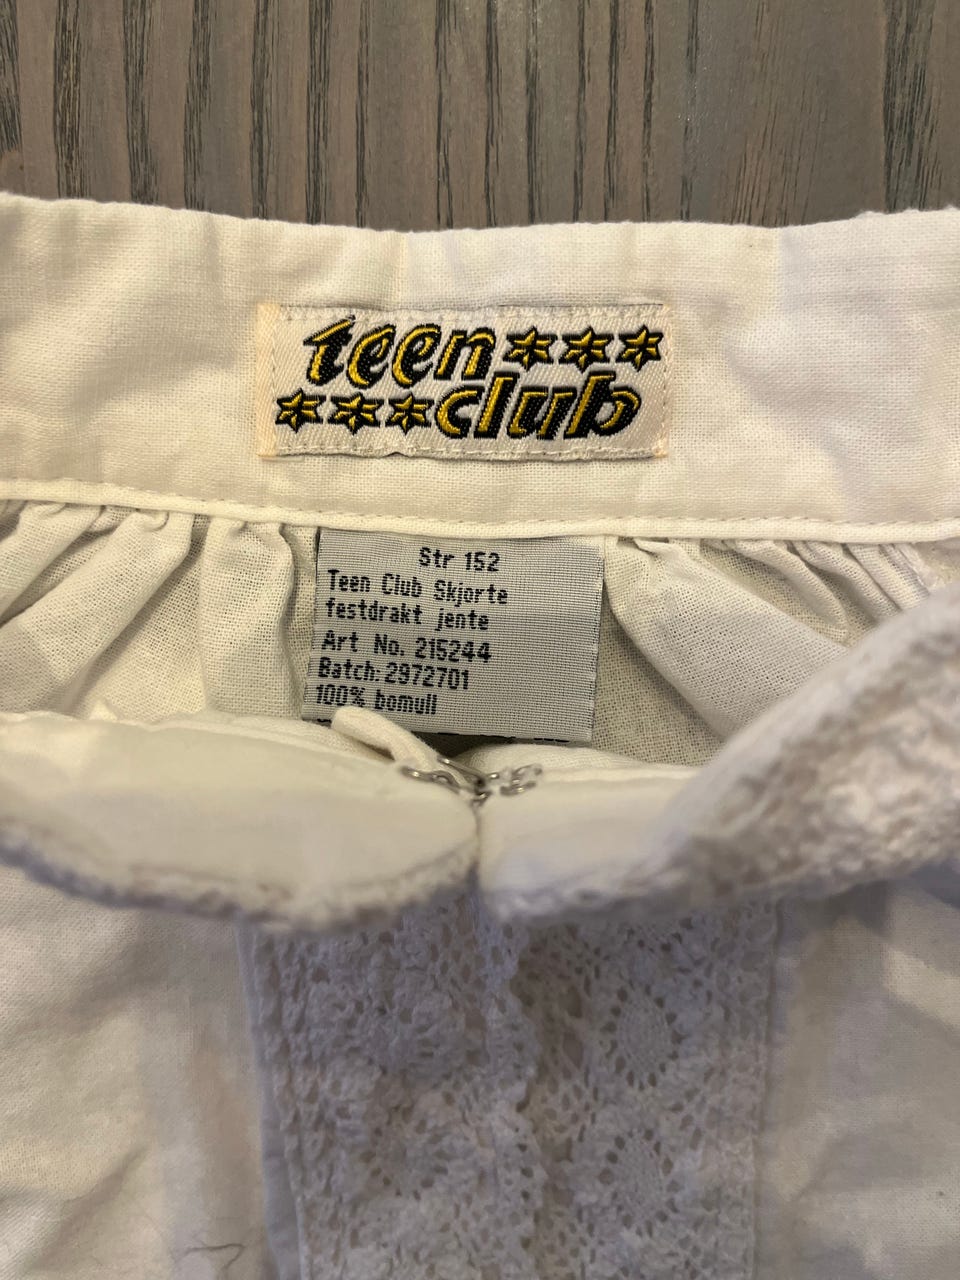 teen
club
Str 152
Teen Club Skjorte
festdrakt jente
Art No. 215244
Batch: 2972701
100% bomull